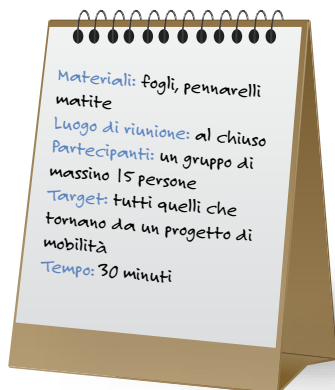 Materiali: fogli, pennarelli
matite
Luogo di riunione: al chiuso
Partecipanti: un gruppo di
massino 15 persone
Target: tutti quelli che
tornano da un progetto di
mobilità
Tempo: 30 minuti